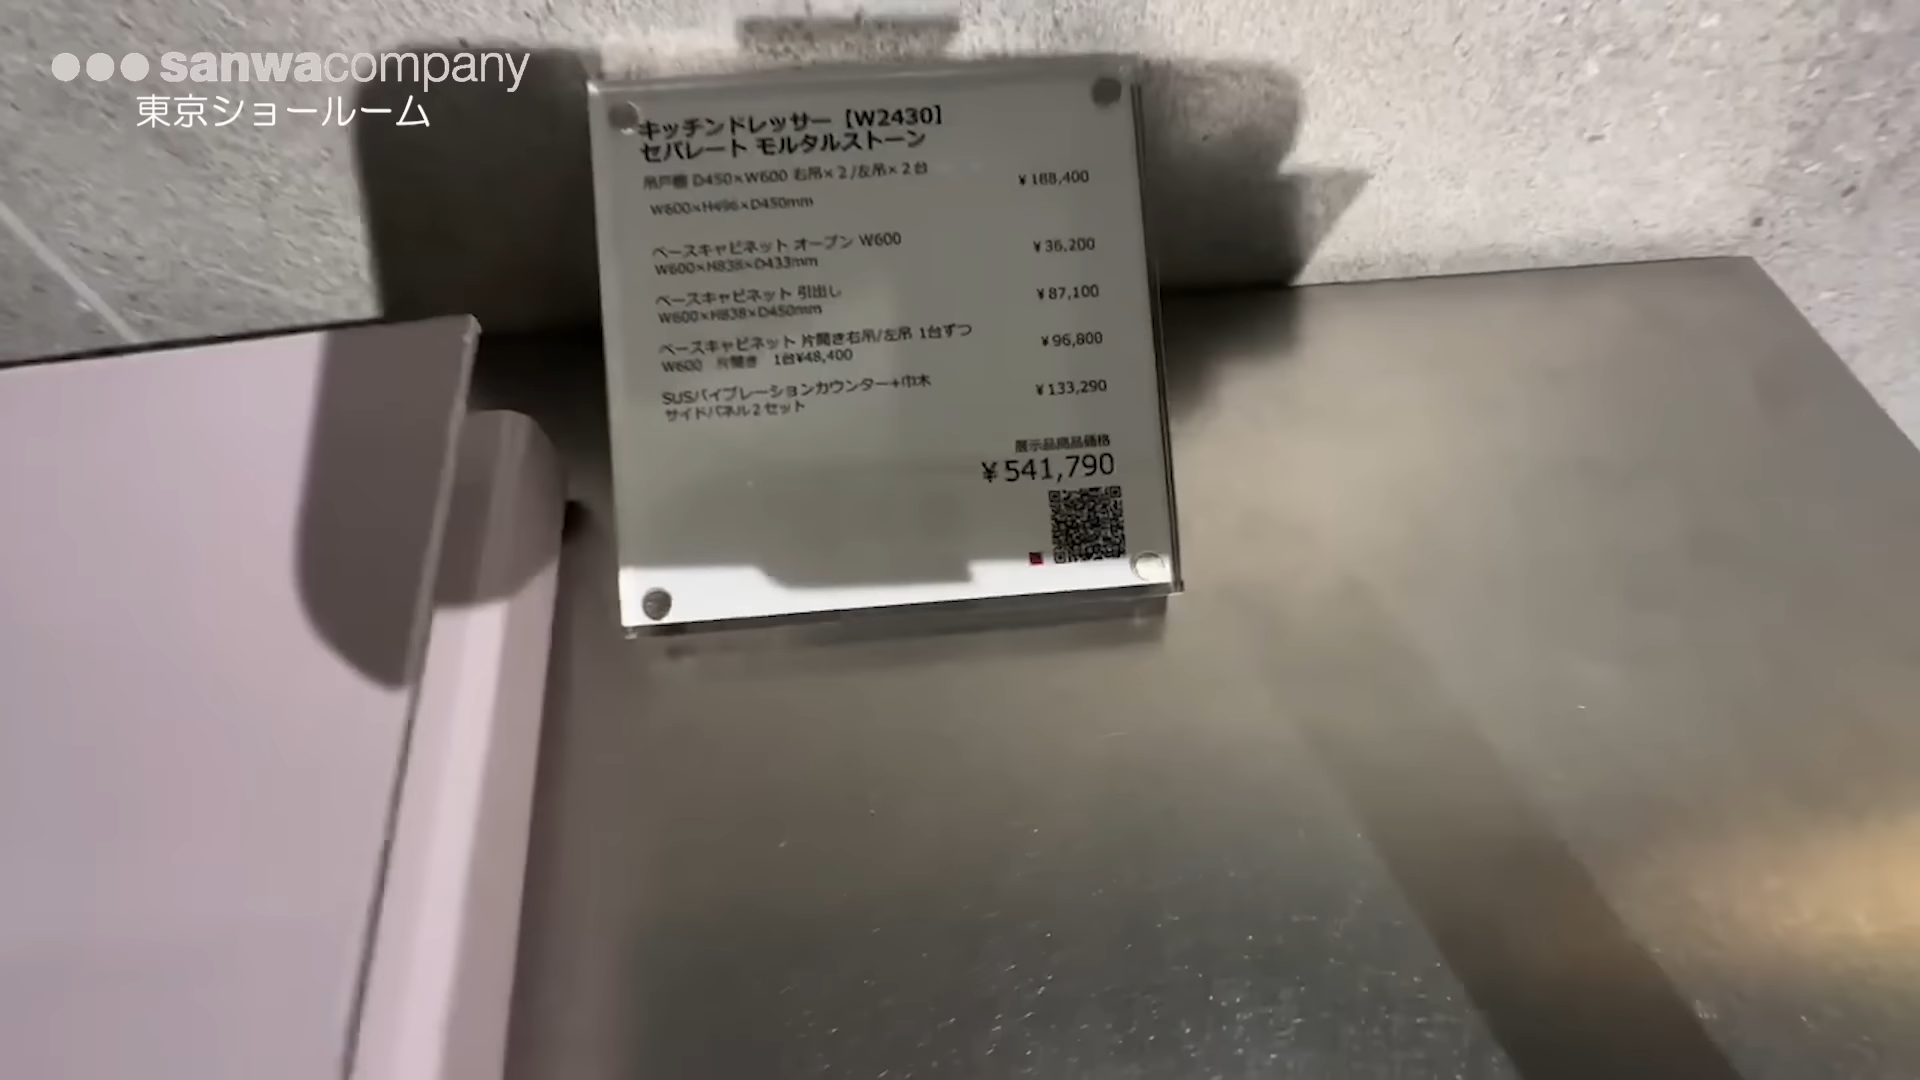 sanwacompany
東京ショールーム
キッチンドレッサー【W2430】
セパレート モルタルストーン
吊戸棚 D450×W600 右吊×2/左吊×2台 ¥188,400
W600×H496×D450mm
ベースキャビネット オープン W600 ¥36,200
W600×H838×D433mm
ベースキャビネット 引出し ¥87,100
W600×H838×D450mm
ベースキャビネット 片開き右吊/左吊 1台ずつ ¥96,800
W600 片開き 1台¥48,400
SUSバイブレーションカウンター+巾木 ¥133,290
サイドパネル2セット
展示品商品価格
¥541,790